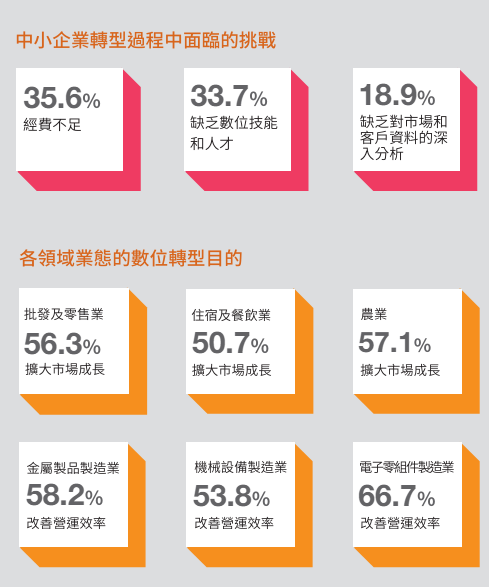 中小企業轉型過程中面臨的挑戰
35.6%
經費不足
33.7%
缺乏數位技能
和人才
18.9%
缺乏對市場和
客戶資料的深
入分析
各領域業態的數位轉型目的
批發及零售業
56.3%
擴大市場成長
住宿及餐飲業
50.7%
擴大市場成長
農業
57.1%
擴大市場成長
金屬製品製造業
58.2%
改善營運效率
機械設備製造業
53.8%
改善營運效率
電子零組件製造業
66.7%
改善營運效率